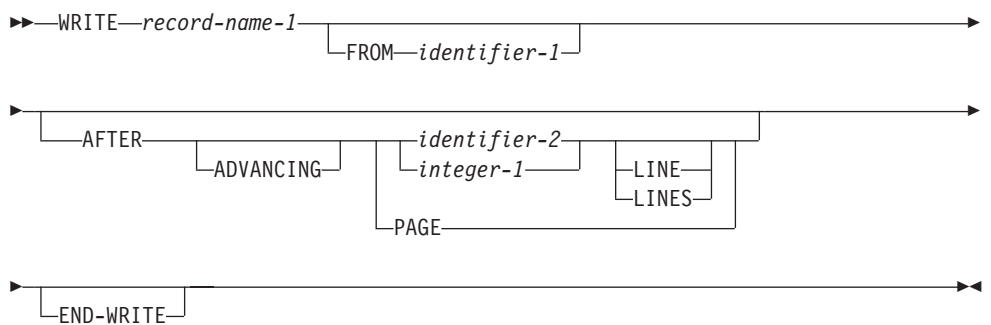 WRITE record-name-1
FROM identifier-1
AFTER identifier-2
ADVANCING integer-1 LINE
LINES
PAGE
END-WRITE